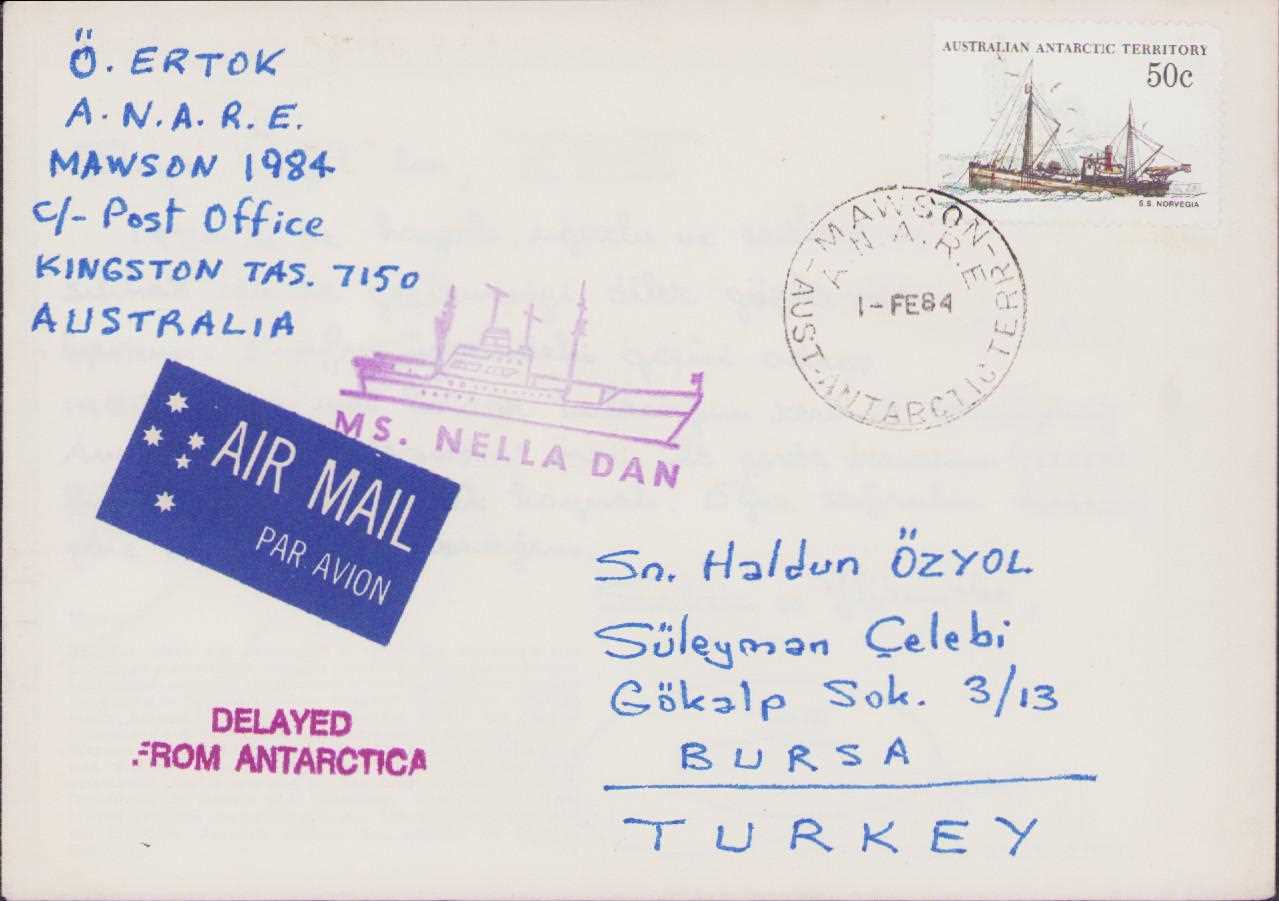 Ö. ERTOK
A.N.A.R.E.
MAWSON 1984
c/- Post Office
KINGSTON TAS. 7150
AUSTRALIA
AUSTRALIAN ANTARCTIC TERRITORY
50c
S.S. NORVEGIA
MAWSON
A.N.A.R.E
1-FE84
AUST. ANTARCTIC TERR
MS. NELLA DAN
AIR MAIL
PAR AVION
DELAYED
FROM ANTARCTICA
Sn. Haldun ÖZYOL
Süleyman Çelebi
Gökalp Sok. 3/13
BURSA
TURKEY